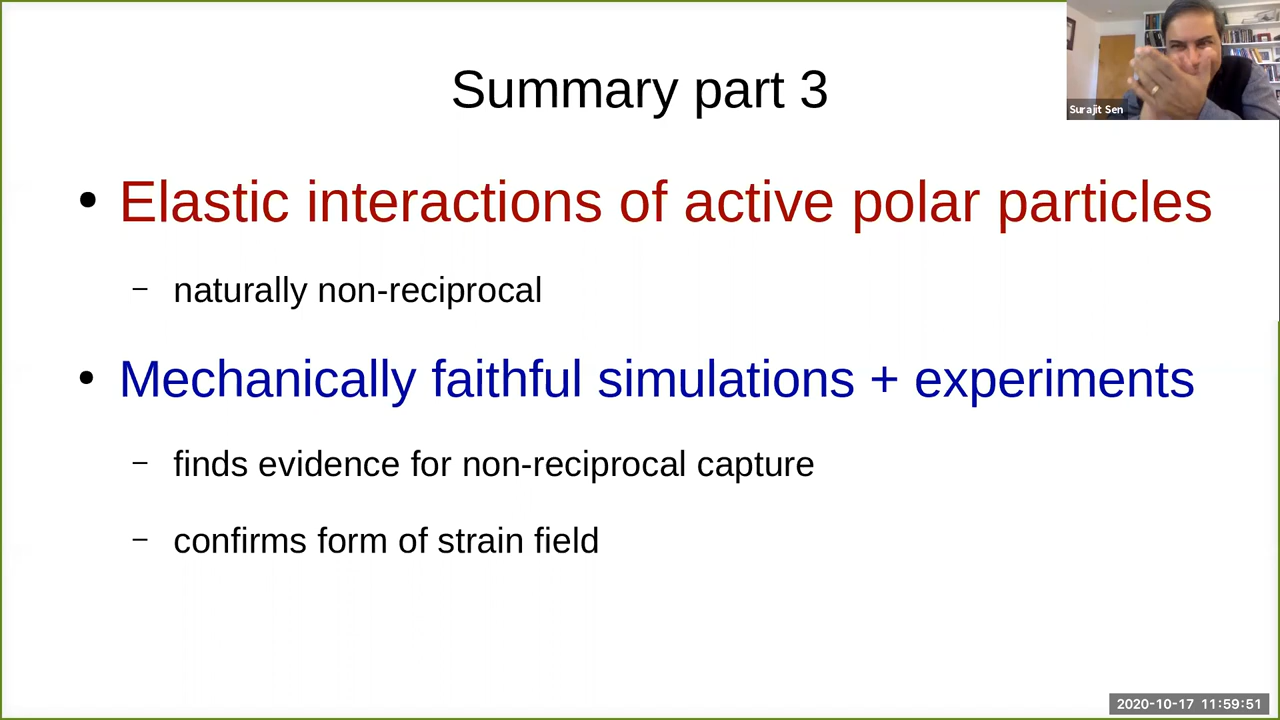 Summary part 3
Surajit Sen
• Elastic interactions of active polar particles
– naturally non-reciprocal
• Mechanically faithful simulations + experiments
– finds evidence for non-reciprocal capture
– confirms form of strain field
2020-10-17 11:59:51